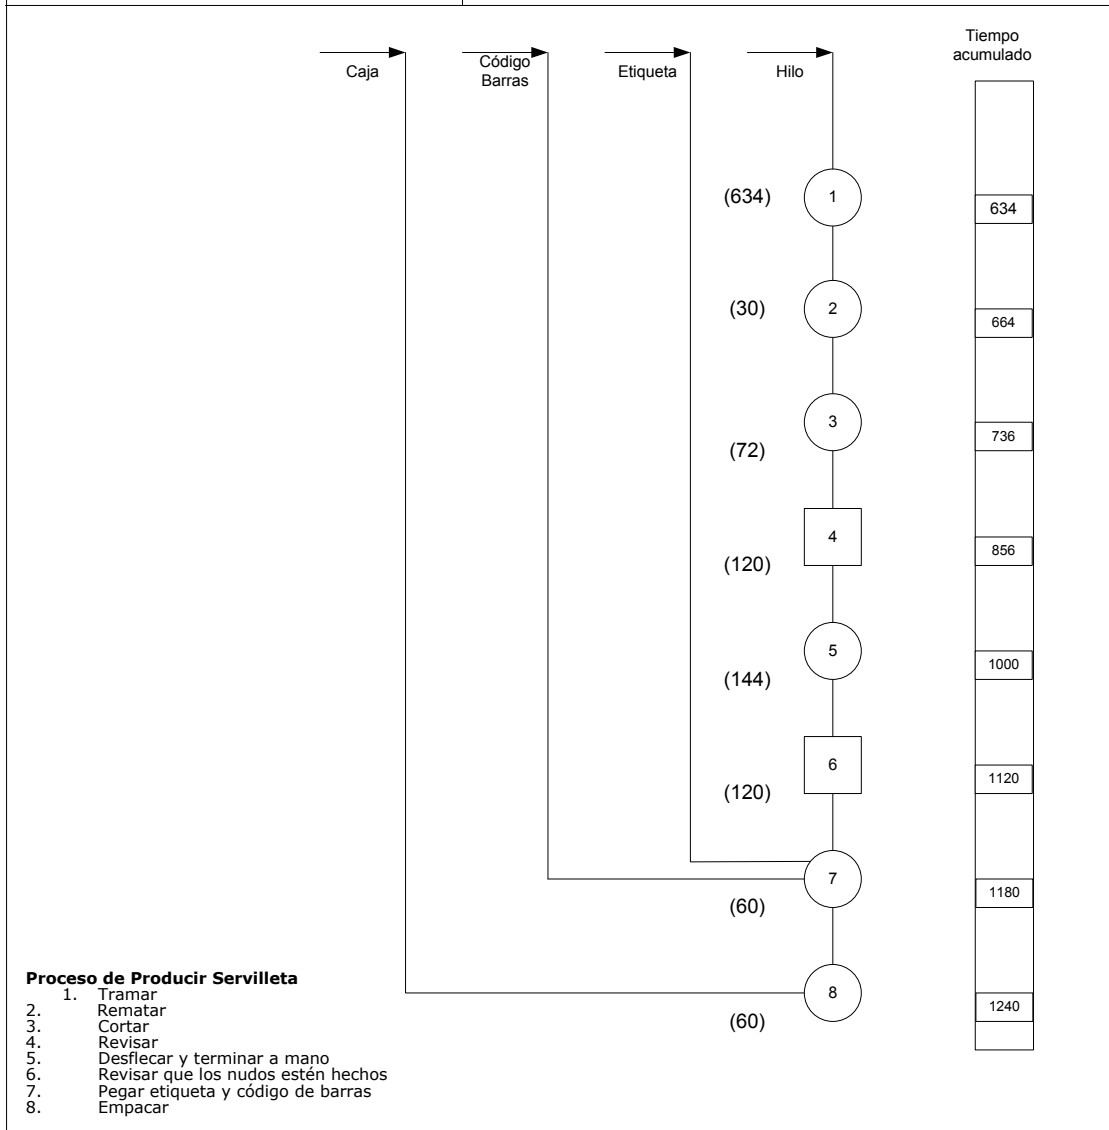 Tiempo
acumulado
Caja
Código
Barras
Etiqueta
Hilo
(634)
1
634
(30)
2
664
(72)
3
736
(120)
4
856
(144)
5
1000
(120)
6
1120
(60)
7
1180
(60)
8
1240
Proceso de Producir Servilleta
1. Tramar
2. Rematar
3. Cortar
4. Revisar
5. Desflecar y terminar a mano
6. Revisar que los nudos estén hechos
7. Pegar etiqueta y código de barras
8. Empacar